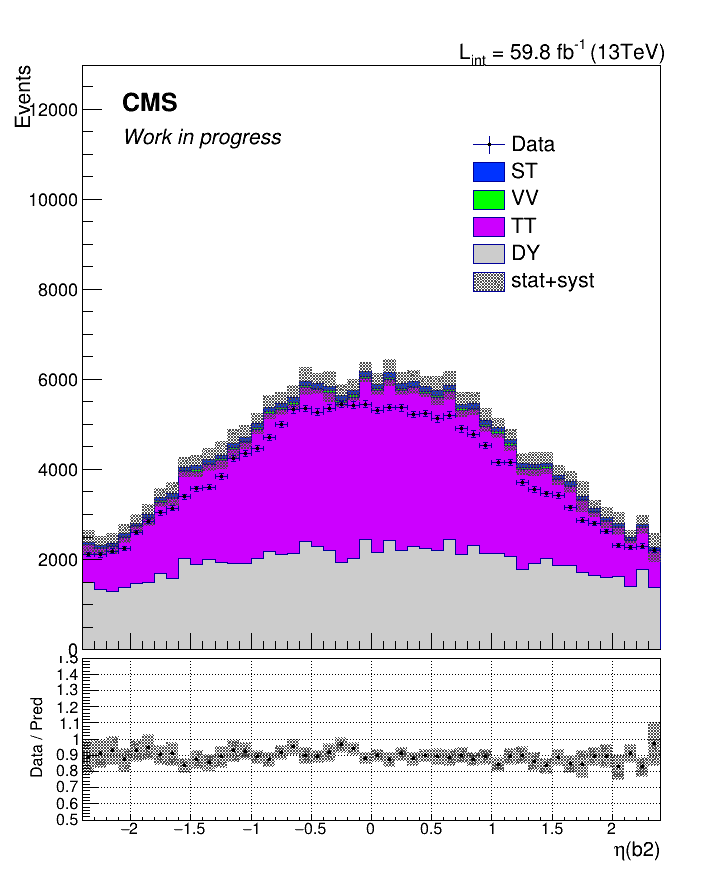 L_int = 59.8 fb^-1 (13TeV)
Events
CMS
Work in progress
12000
10000
8000
6000
4000
2000
0
Data
ST
VV
TT
DY
stat+syst
Data / Pred
1.5
1.4
1.3
1.2
1.1
1
0.9
0.8
0.7
0.6
0.5
−2 −1.5 −1 −0.5 0 0.5 1 1.5 2
η(b2)